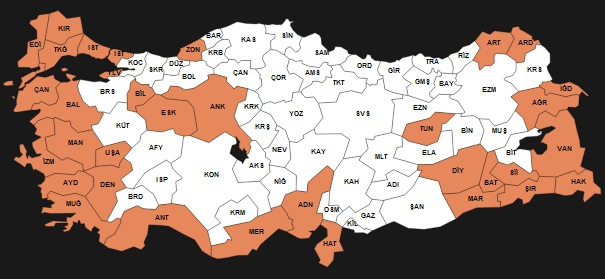 KIR
EDİ
TKĞ
İST
İST
KOC
YLV
SKR
DÜZ
ZON
BAR
KRB
BOL
KAŞ
SİN
SAM
ÇAN
ÇOR
AMS
TKT
ORD
GİR
TRA
RİZ
ART
ARD
KRS
GMŞ
BAY
EZM
IĞD
AĞR
ÇAN
BAL
BRS
BİL
ESK
ANK
KRK
KRŞ
YOZ
SVS
EZN
TUN
BİN
MUŞ
BİT
VAN
KÜT
MAN
UŞA
AFY
İZM
AYD
DEN
MUĞ
BRD
ISP
ANT
KON
AKS
NEV
NİĞ
KAY
KRM
MER
ADN
OSM
HAT
KİL
GAZ
KAH
MLT
ADI
ELA
DİY
ŞAN
MAR
BAT
Sİİ
ŞIR
HAK